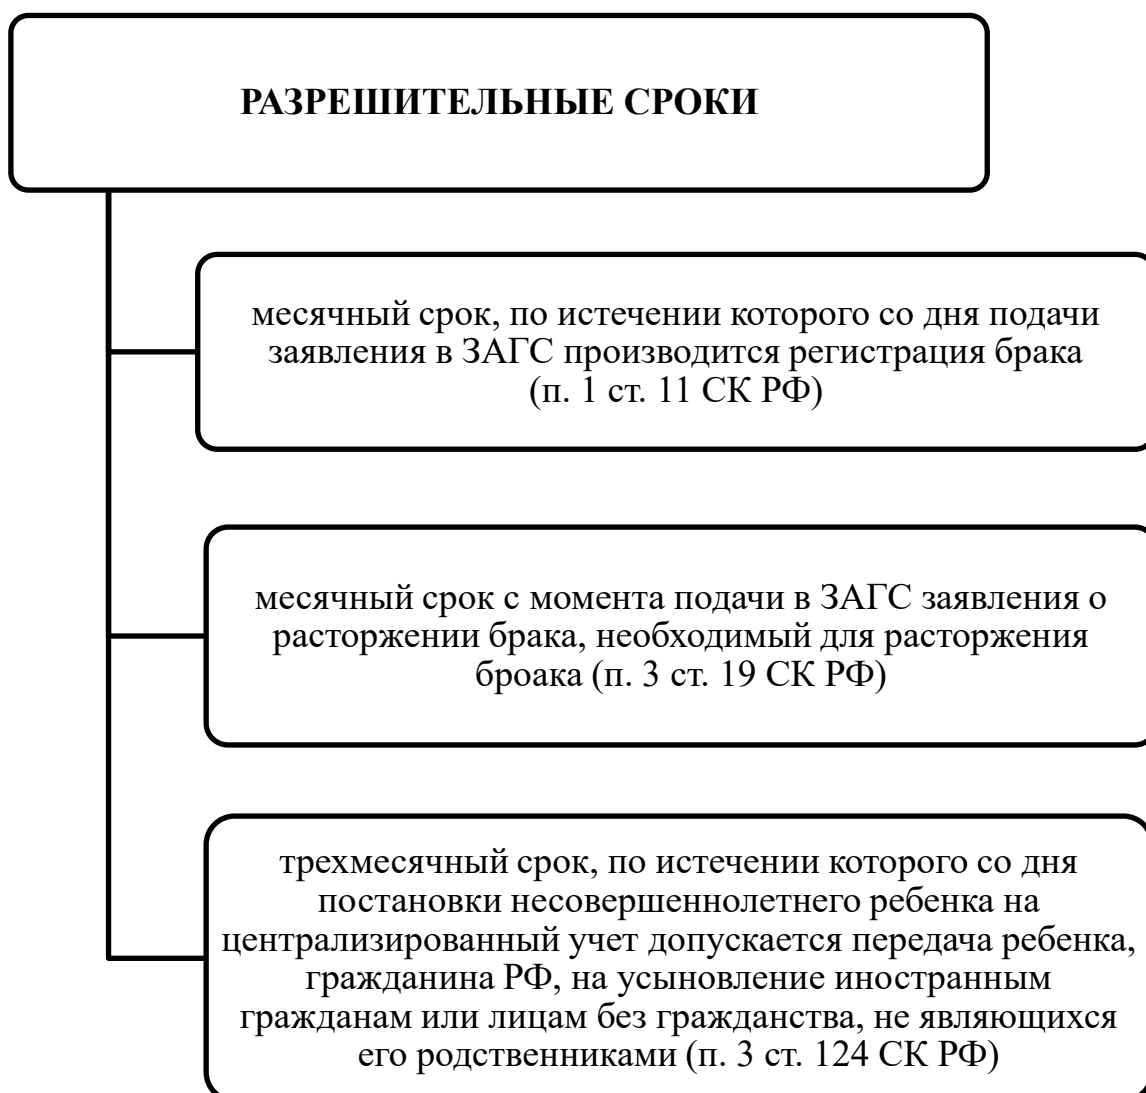 РАЗРЕШИТЕЛЬНЫЕ СРОКИ
месячный срок, по истечении которого со дня подачи
заявления в ЗАГС производится регистрация брака
(п. 1 ст. 11 СК РФ)
месячный срок с момента подачи в ЗАГС заявления о
расторжении брака, необходимый для расторжения
броака (п. 3 ст. 19 СК РФ)
трехмесячный срок, по истечении которого со дня
постановки несовершеннолетнего ребенка на
централизированный учет допускается передача ребенка,
гражданина РФ, на усыновление иностранным
гражданам или лицам без гражданства, не являющихся
его родственниками (п. 3 ст. 124 СК РФ)